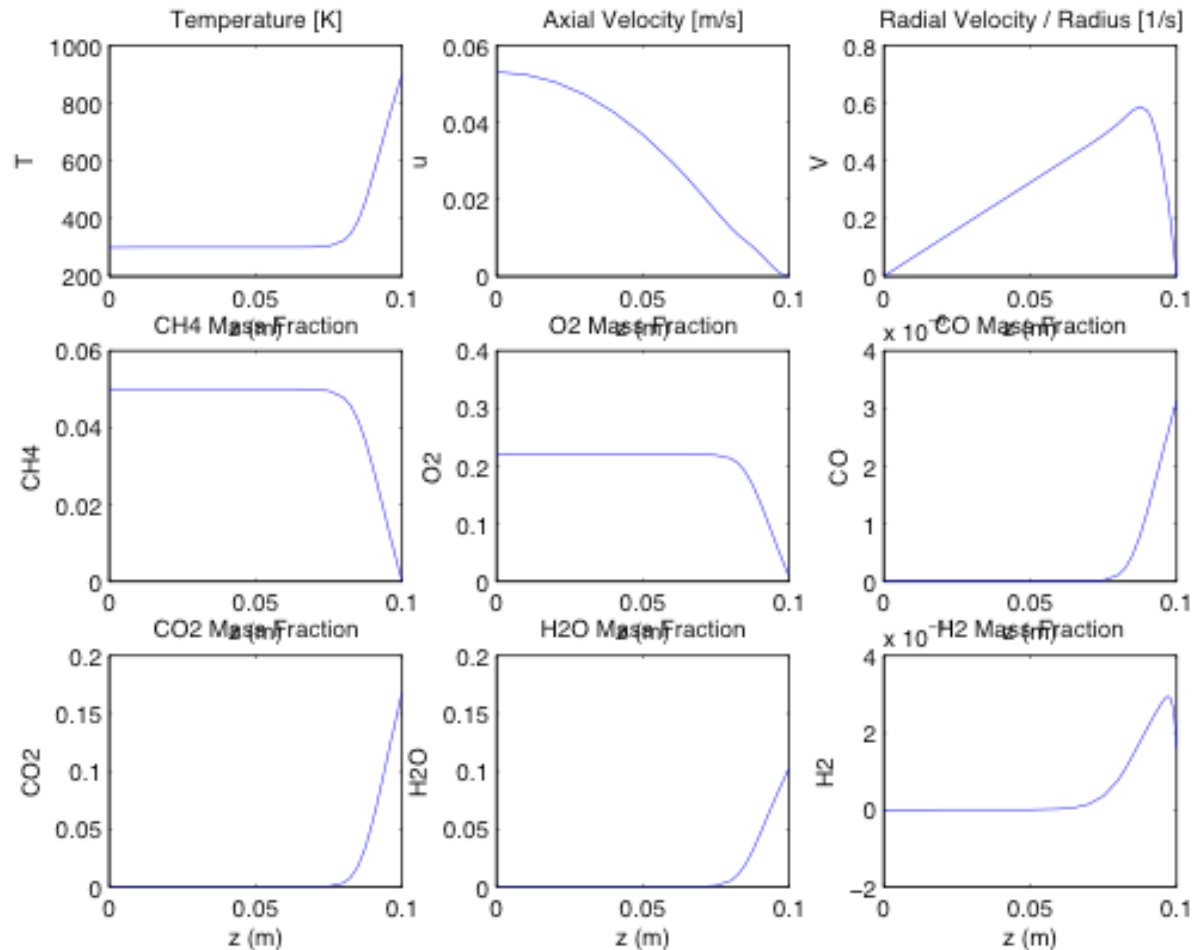 Temperature [K]
Axial Velocity [m/s]
Radial Velocity / Radius [1/s]
1000
800
600
400
200
T
0
0.05
0.1
z (m)
0.06
0.04
0.02
0
u
0
0.05
0.1
z (m)
0.8
0.6
0.4
0.2
0
V
0
0.05
0.1
z (m)
CH4 Mass Fraction
O2 Mass Fraction
x 10
CO Mass Fraction
0.06
0.04
0.02
0
CH4
0
0.05
0.1
z (m)
0.4
0.3
0.2
0.1
0
O2
0
0.05
0.1
z (m)
4
3
2
1
0
CO
0
0.05
0.1
z (m)
CO2 Mass Fraction
H2O Mass Fraction
x 10
H2 Mass Fraction
0.2
0.15
0.1
0.05
0
CO2
0
0.05
0.1
z (m)
0.2
0.15
0.1
0.05
0
H2O
0
0.05
0.1
z (m)
4
2
0
−2
H2
0
0.05
0.1
z (m)